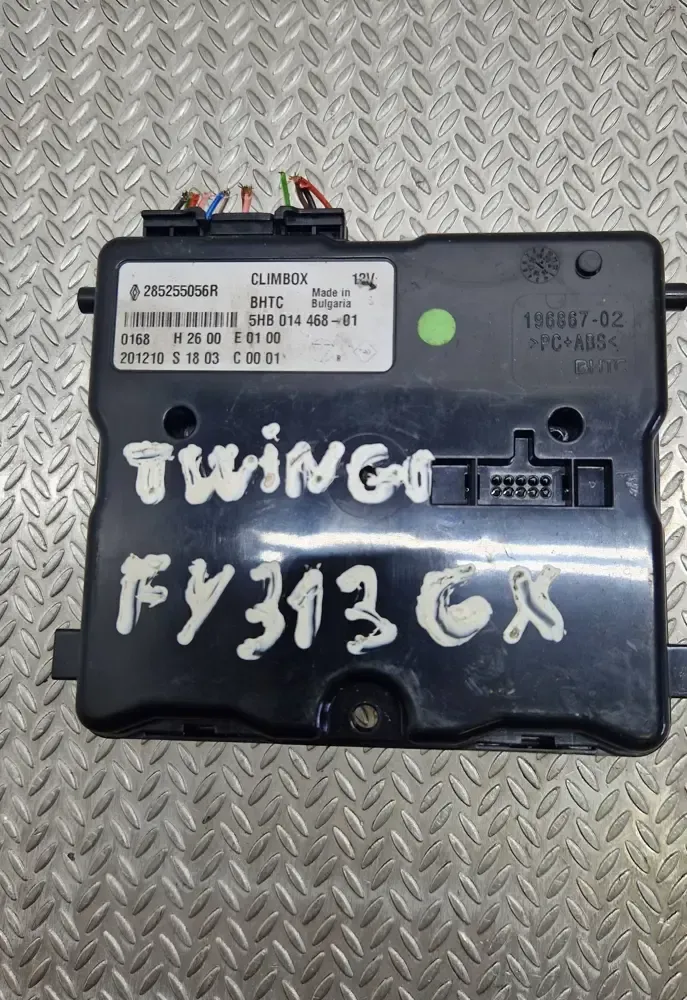 285255056R CLIMBOX 12V
BHTC Made in Bulgaria
5HB 014 468-01
0168 H 26 00 E 01 00
201210 S 18 03 C 00 01
196867-02
>PC+ABS<
BHTC
TWINGO
FY313GX